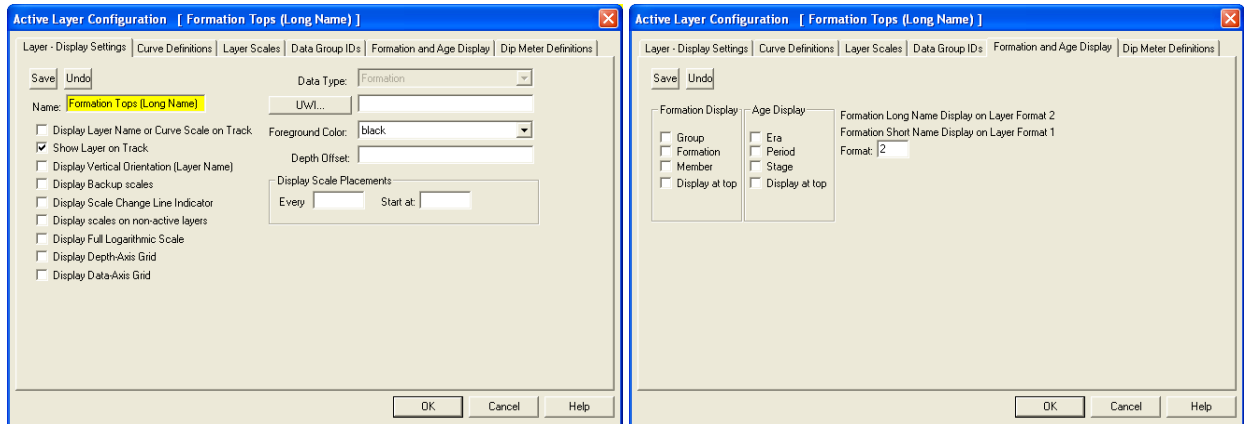 Active Layer Configuration [ Formation Tops (Long Name) ]
Layer - Display Settings Curve Definitions Layer Scales Data Group IDs Formation and Age Display Dip Meter Definitions
Save Undo
Name: Formation Tops (Long Name)
Display Layer Name or Curve Scale on Track
Show Layer on Track
Display Vertical Orientation (Layer Name)
Display Backup scales
Display Scale Change Line Indicator
Display scales on non-active layers
Display Full Logarithmic Scale
Display Depth-Axis Grid
Display Data-Axis Grid
Data Type: Formation
UWI...
Foreground Color: black
Depth Offset:
Display Scale Placements
Every Start at:
OK Cancel Help
Active Layer Configuration [ Formation Tops (Long Name) ]
Layer - Display Settings Curve Definitions Layer Scales Data Group IDs Formation and Age Display Dip Meter Definitions
Save Undo
Formation Display
Group
Formation
Member
Display at top
Age Display
Era
Period
Stage
Display at top
Formation Long Name Display on Layer Format 2
Formation Short Name Display on Layer Format 1
Format: 2
OK Cancel Help